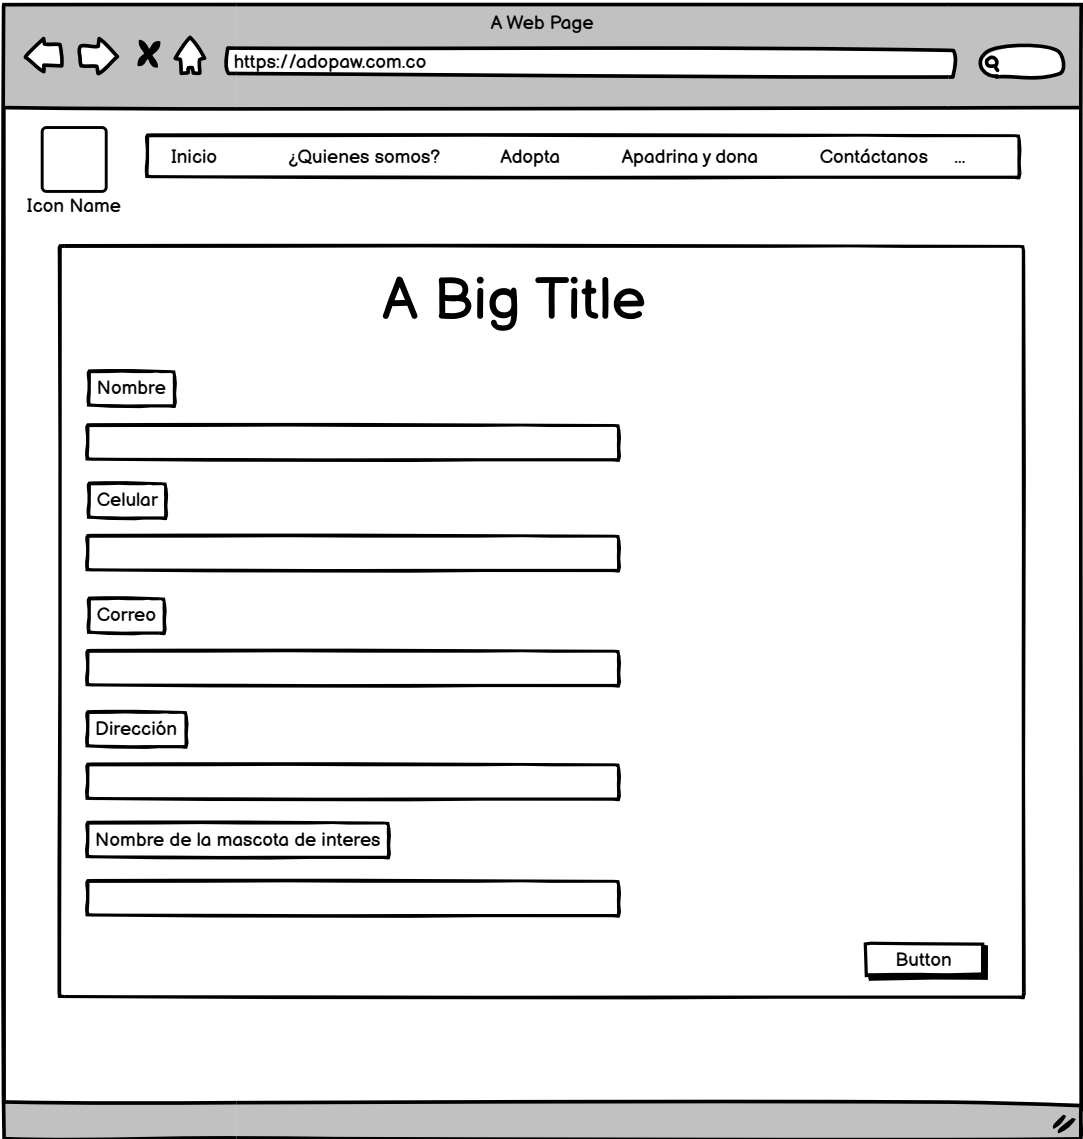 A Web Page
https://adopaw.com.co
Inicio ¿Quienes somos? Adopta Apadrina y dona Contáctanos ...
Icon Name
A Big Title
Nombre
Celular
Correo
Dirección
Nombre de la mascota de interes
Button